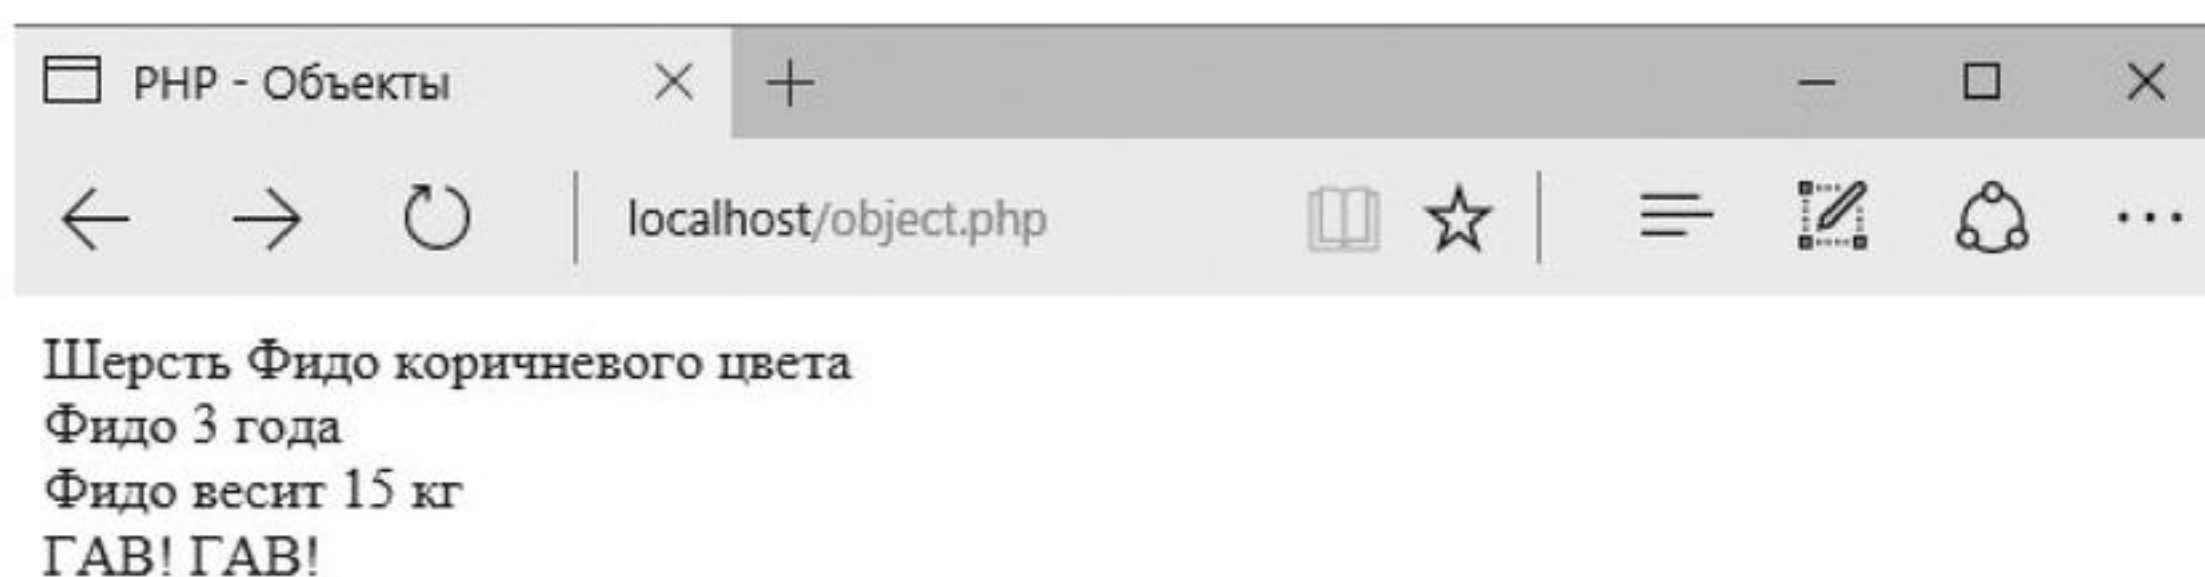 PHP - Объекты
localhost/object.php
Шерсть Фидо коричневого цвета
Фидо 3 года
Фидо весит 15 кг
ГАВ! ГАВ!